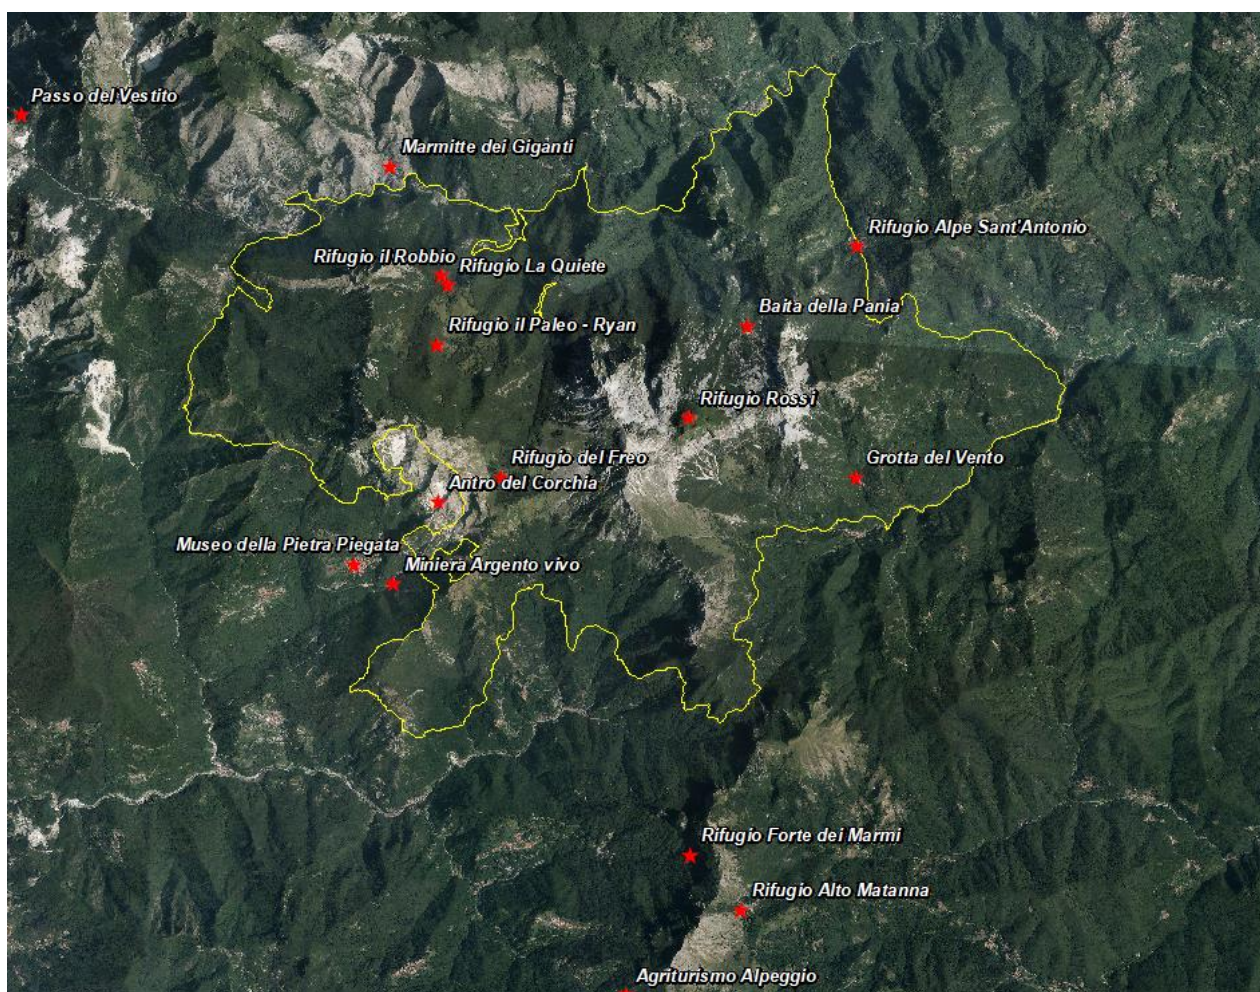 Passo del Vestito
Marmitte dei Giganti
Rifugio Alpe Sant'Antonio
Rifugio il Robbio
Rifugio La Quiete
Baita della Pania
Rifugio il Paleo - Ryan
Rifugio Rossi
Rifugio del Freo
Grotta del Vento
Antro del Corchia
Museo della Pietra Piegata
Miniera Argento vivo
Rifugio Forte dei Marmi
Rifugio Alto Matanna
Agriturismo Alpeggio